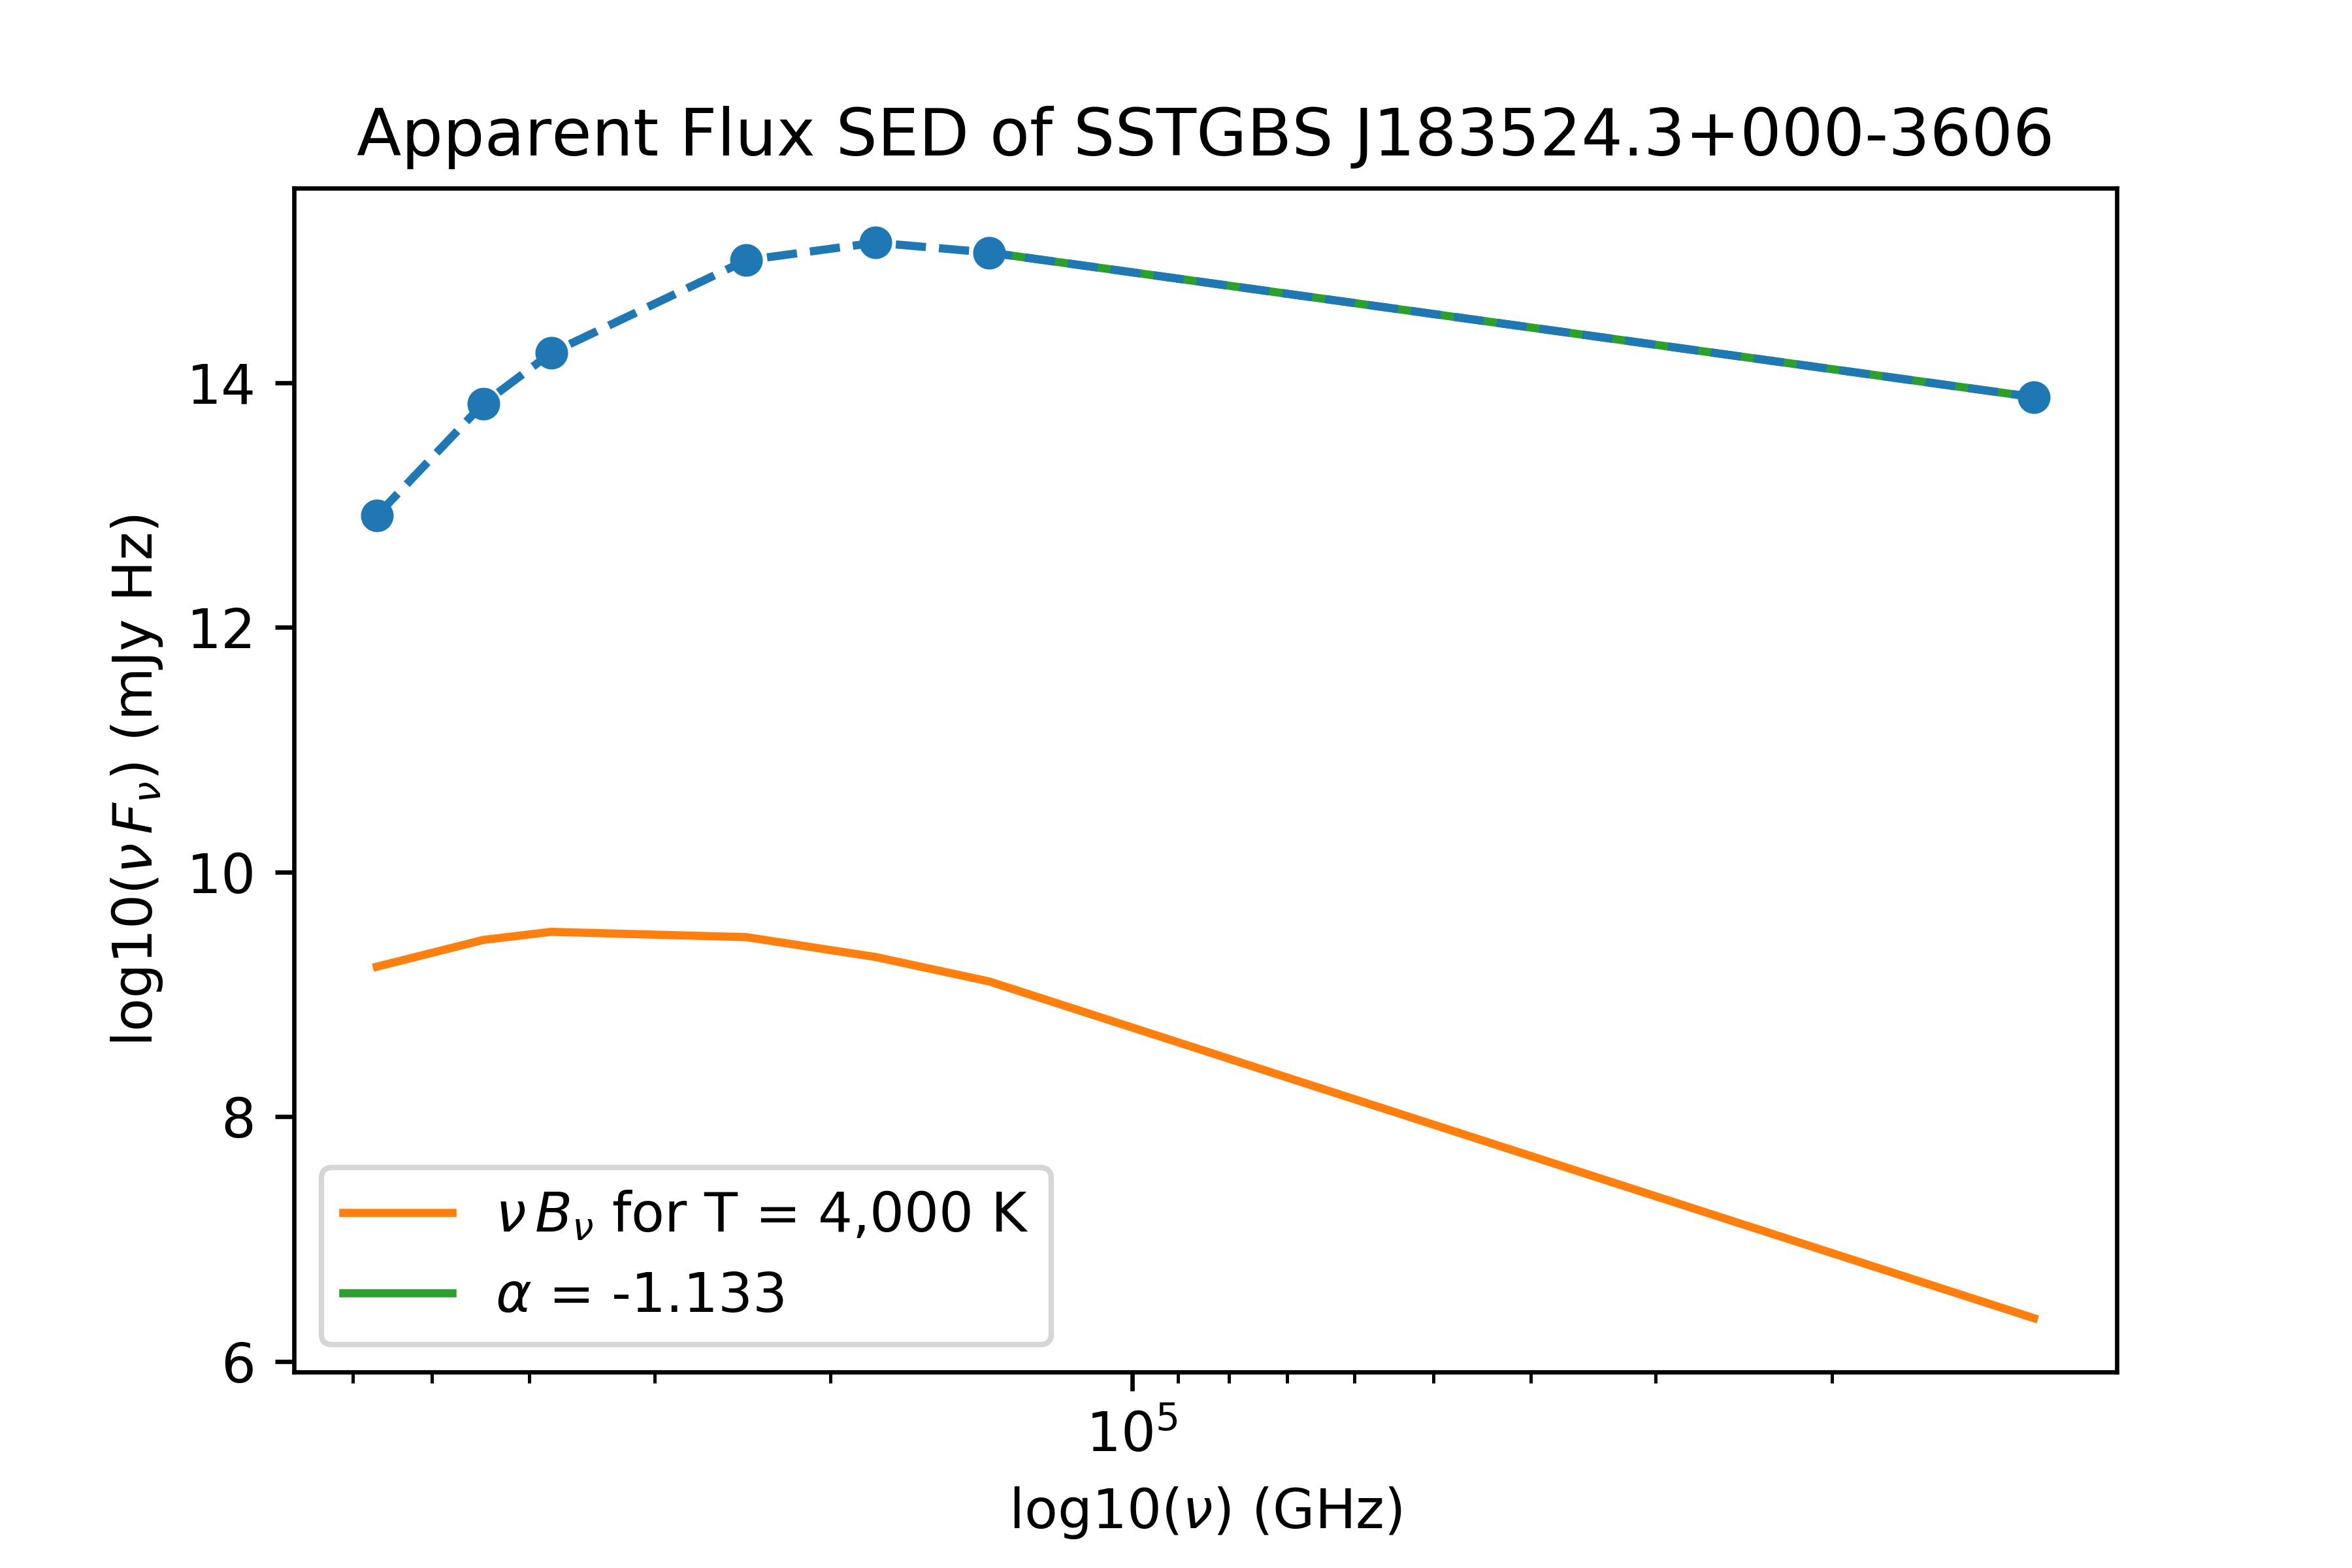 Apparent Flux SED of SSTGBS J183524.3+000-3606
log10(ν F_ν) (mJy Hz)
14
12
10
8
6
ν B_ν for T = 4,000 K
α = -1.133
10^5
log10(ν) (GHz)